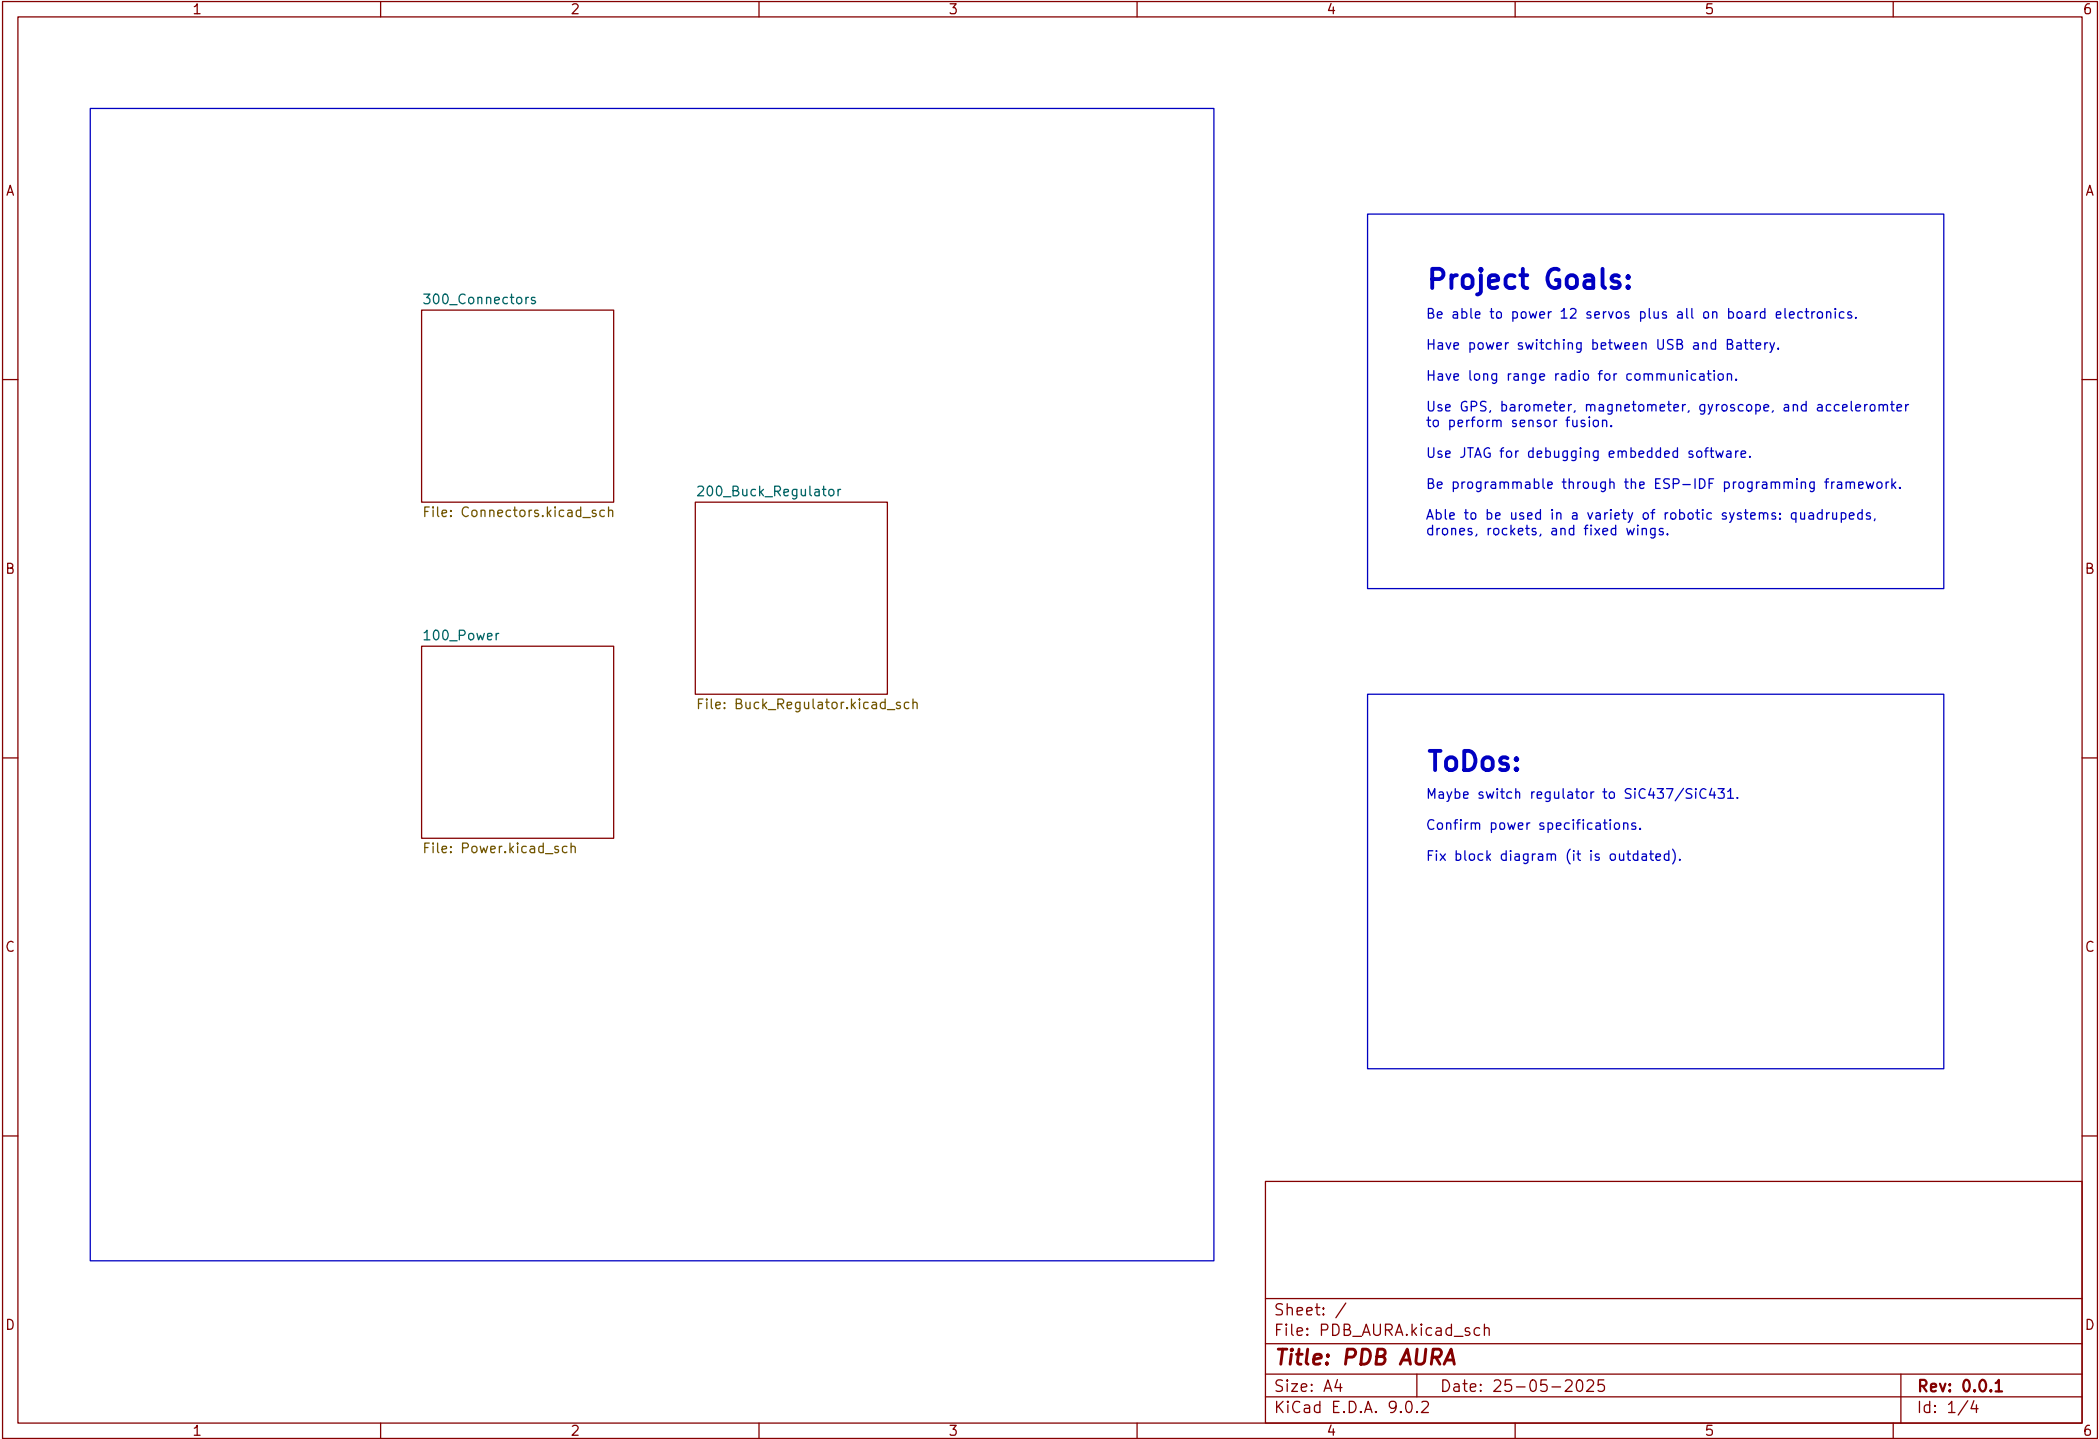 1 2 3 4 5 6
A A
B B
C C
D D
1 2 3 4 5 6
300_Connectors
File: Connectors.kicad_sch
200_Buck_Regulator
File: Buck_Regulator.kicad_sch
100_Power
File: Power.kicad_sch
Project Goals:
Be able to power 12 servos plus all on board electronics.
Have power switching between USB and Battery.
Have long range radio for communication.
Use GPS, barometer, magnetometer, gyroscope, and acceleromter
to perform sensor fusion.
Use JTAG for debugging embedded software.
Be programmable through the ESP-IDF programming framework.
Able to be used in a variety of robotic systems: quadrupeds,
drones, rockets, and fixed wings.
ToDos:
Maybe switch regulator to SiC437/SiC431.
Confirm power specifications.
Fix block diagram (it is outdated).
Sheet: /
File: PDB_AURA.kicad_sch
Title: PDB AURA
Size: A4 Date: 25-05-2025 Rev: 0.0.1
KiCad E.D.A. 9.0.2 Id: 1/4